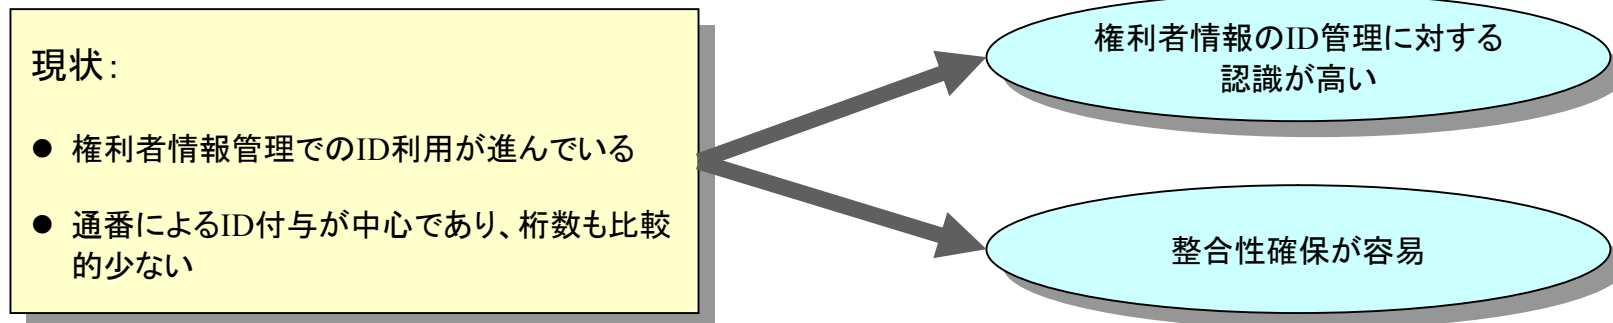 現状：
● 権利者情報管理でのID利用が進んでいる
● 通番によるID付与が中心であり、桁数も比較
的少ない
権利者情報のID管理に対する
認識が高い
整合性確保が容易